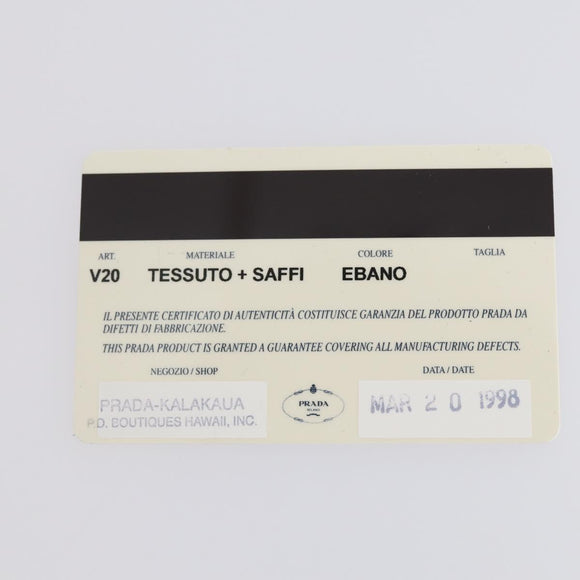 ART. MATERIALE COLORE TAGLIA
V20 TESSUTO + SAFFI EBANO
IL PRESENTE CERTIFICATO DI AUTENTICITÀ COSTITUISCE GARANZIA DEL PRODOTTO PRADA DA
DIFETTI DI FABBRICAZIONE.
THIS PRADA PRODUCT IS GRANTED A GUARANTEE COVERING ALL MANUFACTURING DEFECTS.
NEGOZIO / SHOP DATA / DATE
PRADA-KALAKAUA
P.D. BOUTIQUES HAWAII, INC.
PRADA
MILANO
MAR 20 1998